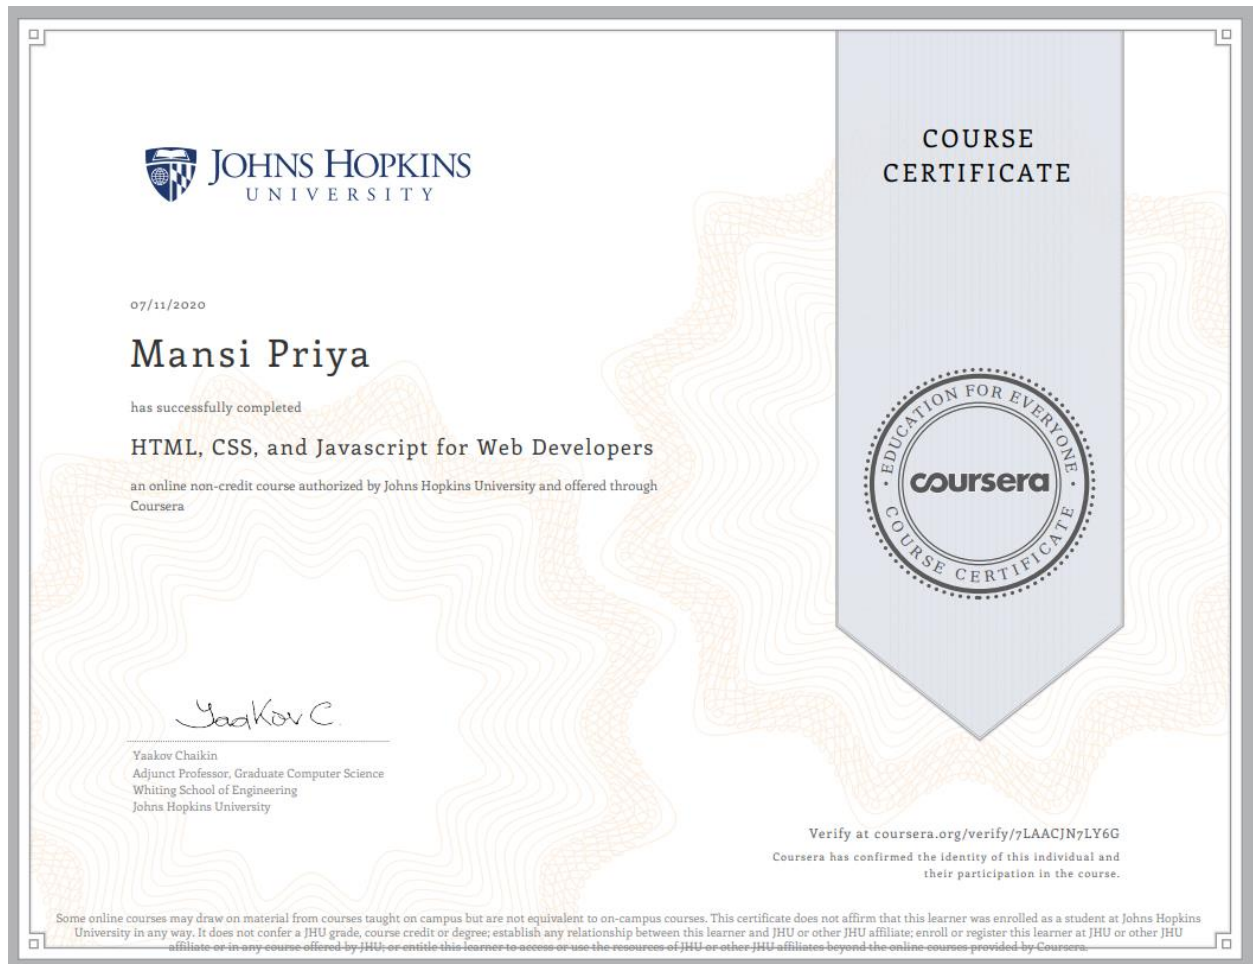 JOHNS HOPKINS
UNIVERSITY
COURSE
CERTIFICATE
07/11/2020
Mansi Priya
has successfully completed
HTML, CSS, and Javascript for Web Developers
an online non-credit course authorized by Johns Hopkins University and offered through
Coursera
EDUCATION FOR EVERYONE
coursera
COURSE CERTIFICATE
Yaakov C.
Yaakov Chaikin
Adjunct Professor, Graduate Computer Science
Whiting School of Engineering
Johns Hopkins University
Verify at coursera.org/verify/7LAACJN7LY6G
Coursera has confirmed the identity of this individual and
their participation in the course.
Some online courses may draw on material from courses taught on campus but are not equivalent to on-campus courses. This certificate does not affirm that this learner was enrolled as a student at Johns Hopkins
University in any way. It does not confer a JHU grade, course credit or degree; establish any relationship between this learner and JHU or other JHU affiliate; enroll or register this learner at JHU or other JHU
affiliate or in any course offered by JHU; or entitle this learner to access or use the resources of JHU or other JHU affiliates beyond the online courses provided by Coursera.